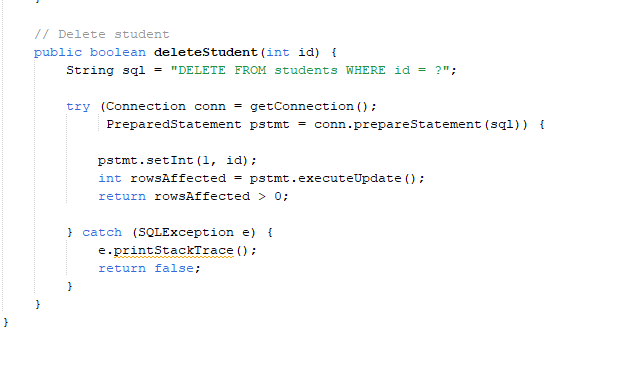 }
// Delete student
public boolean deleteStudent(int id) {
String sql = "DELETE FROM students WHERE id = ?";
try (Connection conn = getConnection();
PreparedStatement pstmt = conn.prepareStatement(sql)) {
pstmt.setInt(1, id);
int rowsAffected = pstmt.executeUpdate();
return rowsAffected > 0;
} catch (SQLException e) {
e.printStackTrace();
return false;
}
}
}